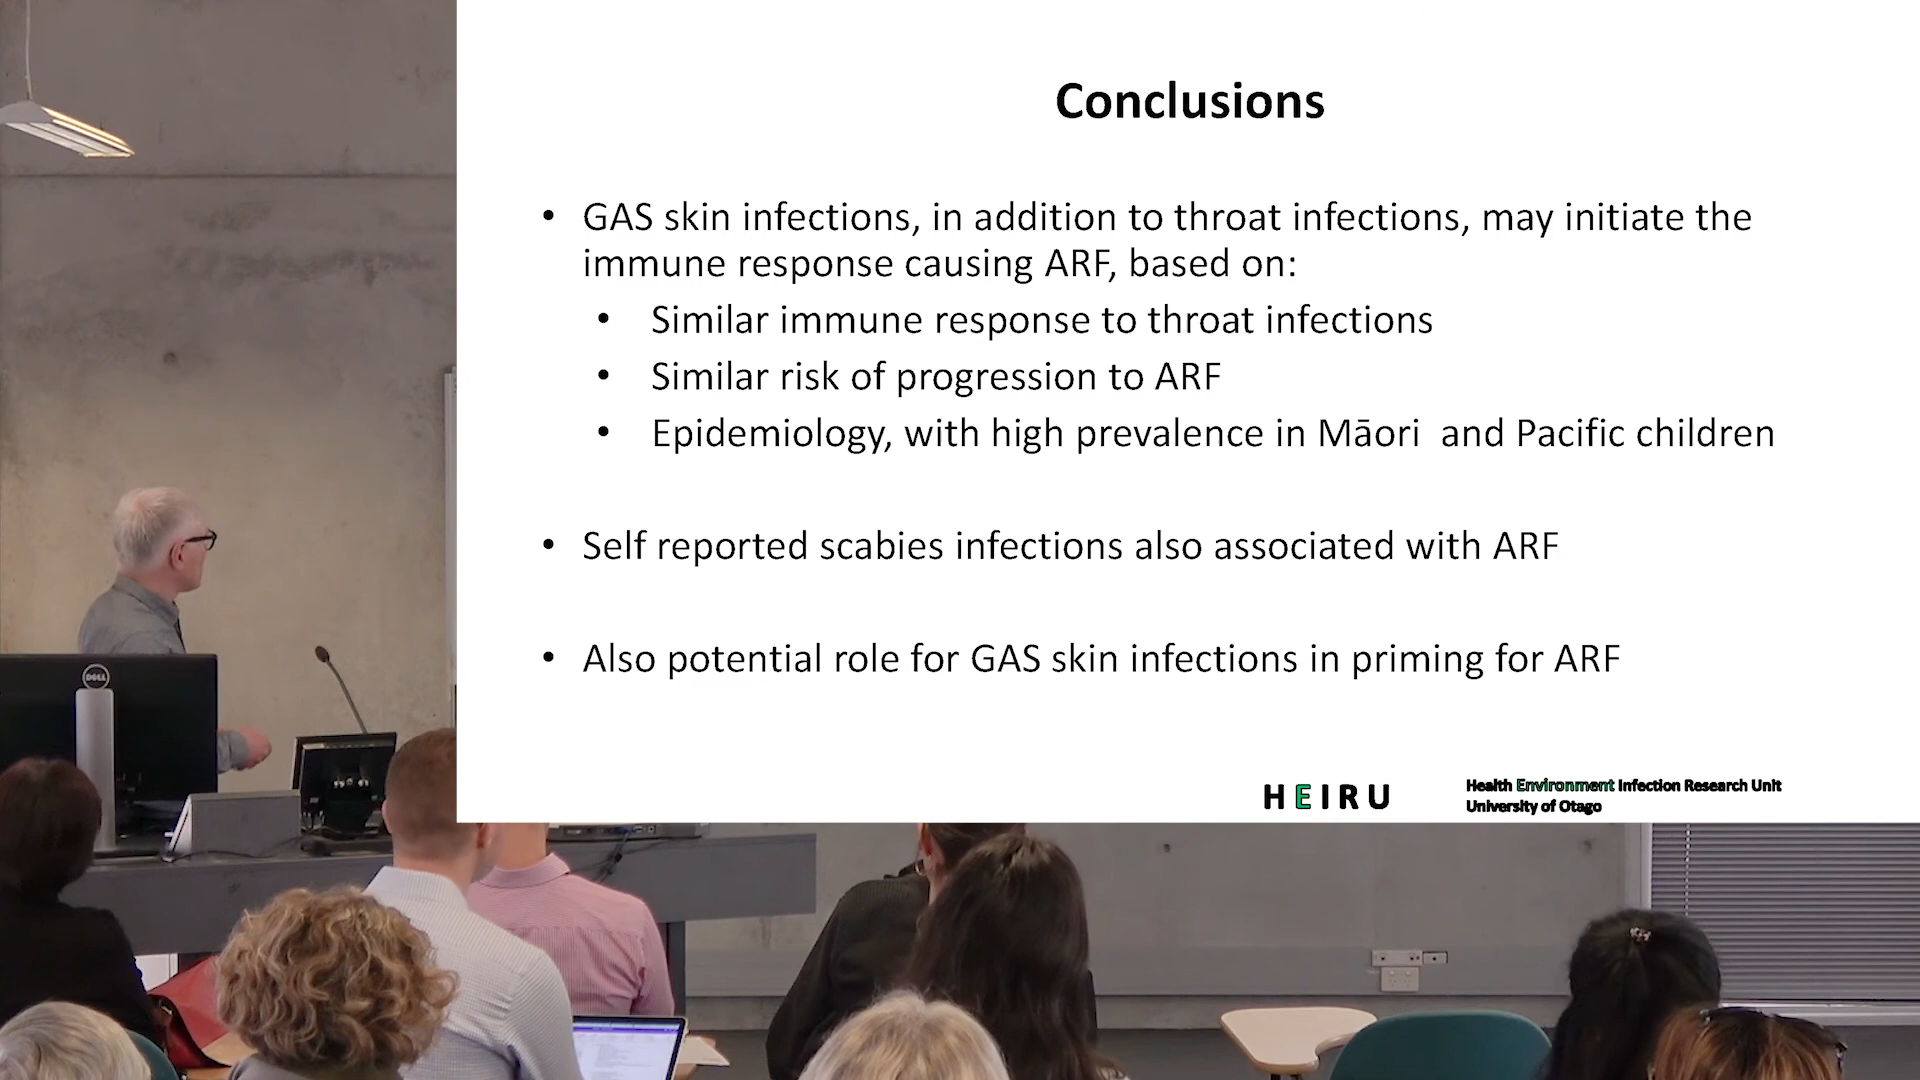 Conclusions
• GAS skin infections, in addition to throat infections, may initiate the
immune response causing ARF, based on:
• Similar immune response to throat infections
• Similar risk of progression to ARF
• Epidemiology, with high prevalence in Māori and Pacific children
• Self reported scabies infections also associated with ARF
• Also potential role for GAS skin infections in priming for ARF
HEIRU
Health Environment Infection Research Unit
University of Otago
DELL